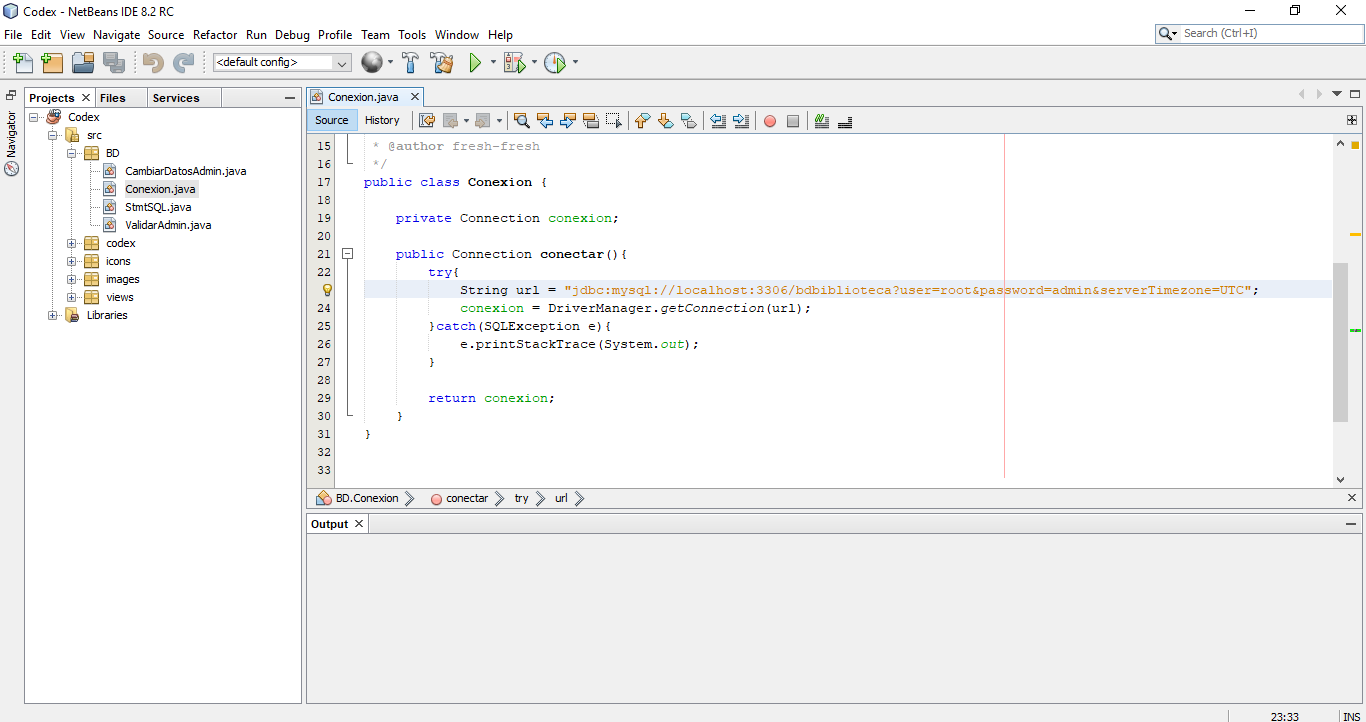 Codex - NetBeans IDE 8.2 RC
File Edit View Navigate Source Refactor Run Debug Profile Team Tools Window Help
Search (Ctrl+I)
<default config>
Projects Files Services
Navigator
Codex
src
BD
CambiarDatosAdmin.java
Conexion.java
StmtSQL.java
ValidarAdmin.java
codex
icons
images
views
Libraries
Conexion.java
Source History
15 * @author fresh-fresh
16 */
17 public class Conexion {
18
19 private Connection conexion;
20
21 public Connection conectar(){
22 try{
String url = "jdbc:mysql://localhost:3306/bdbiblioteca?user=root&password=admin&serverTimezone=UTC";
24 conexion = DriverManager.getConnection(url);
25 }catch(SQLException e){
26 e.printStackTrace(System.out);
27 }
28
29 return conexion;
30 }
31 }
32
33
BD.Conexion conectar try url
Output
23:33 INS